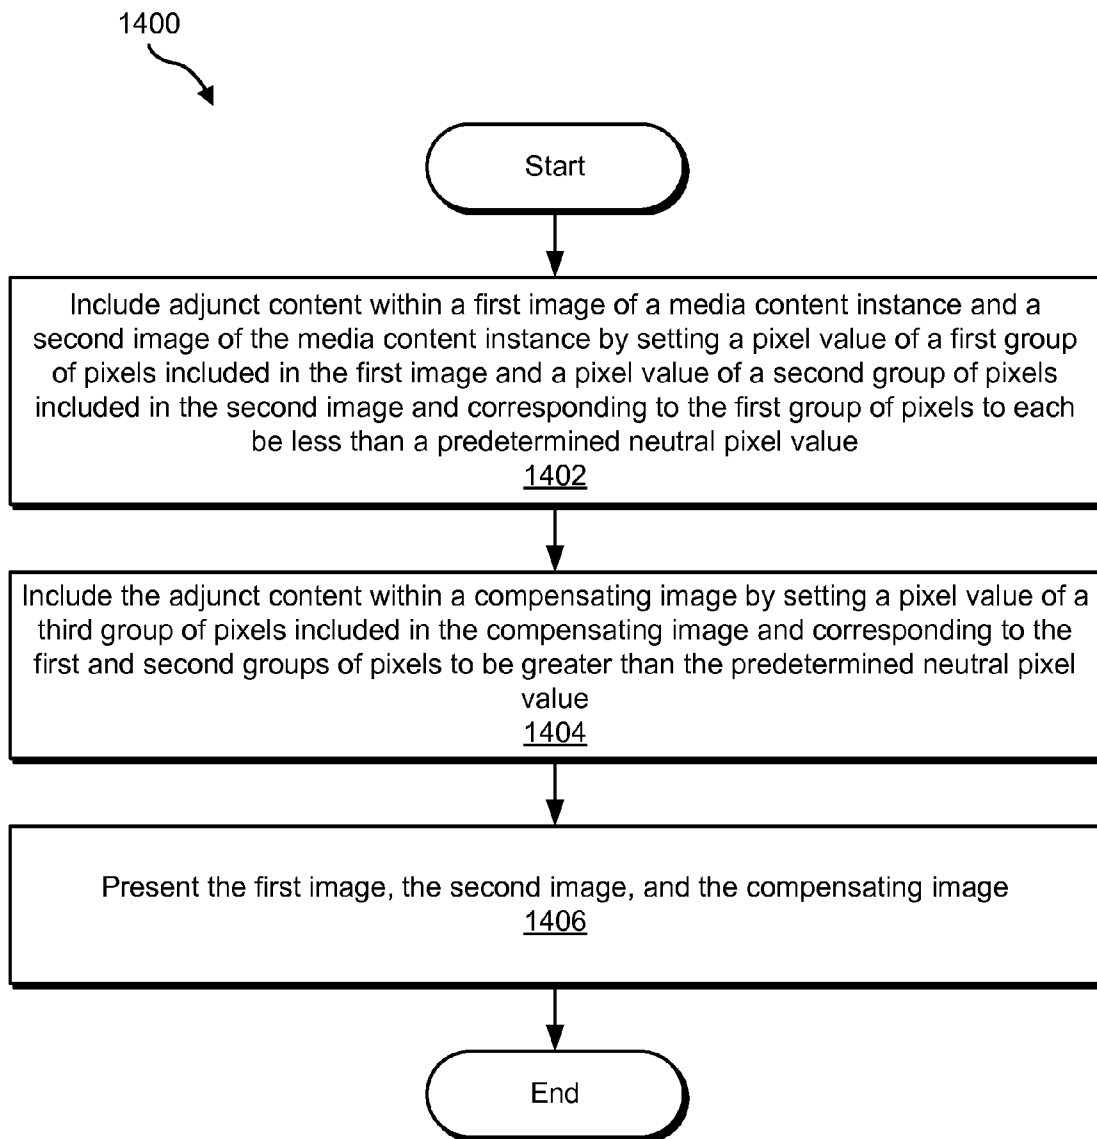 1400
Start
Include adjunct content within a first image of a media content instance and a
second image of the media content instance by setting a pixel value of a first group
of pixels included in the first image and a pixel value of a second group of pixels
included in the second image and corresponding to the first group of pixels to each
be less than a predetermined neutral pixel value
1402
Include the adjunct content within a compensating image by setting a pixel value of a
third group of pixels included in the compensating image and corresponding to the
first and second groups of pixels to be greater than the predetermined neutral pixel
value
1404
Present the first image, the second image, and the compensating image
1406
End